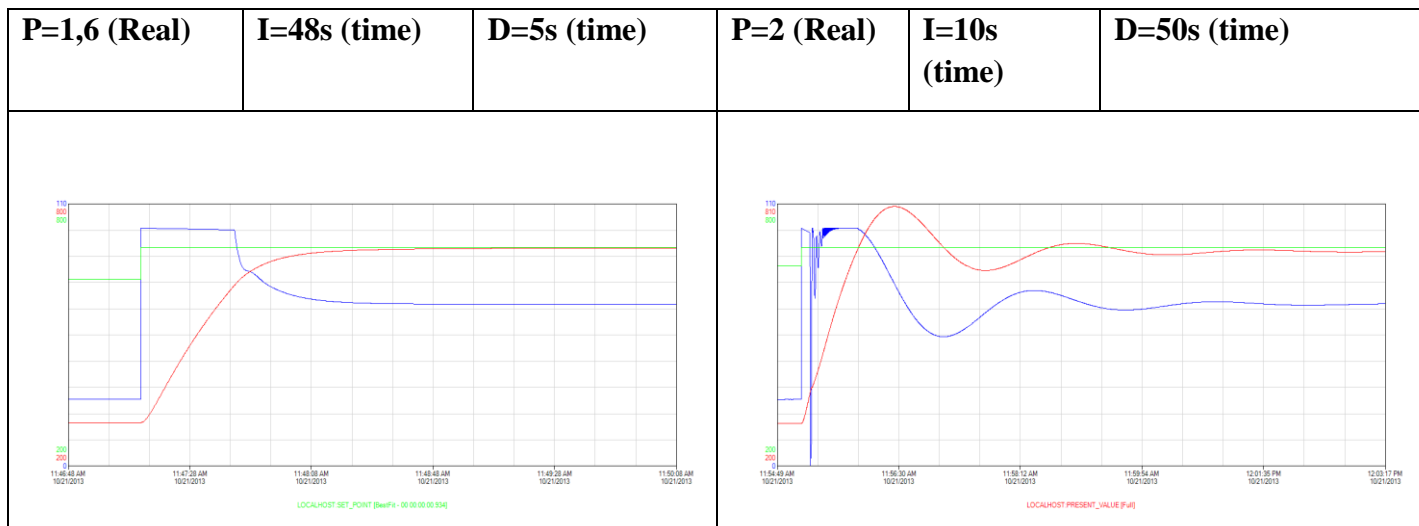 P=1,6 (Real) I=48s (time) D=5s (time) P=2 (Real) I=10s D=50s (time)
(time)
110
800
800
200
200
0
11:46:48 AM 11:47:28 AM 11:48:08 AM 11:48:48 AM 11:49:28 AM 11:50:08 AM
10/21/2013 10/21/2013 10/21/2013 10/21/2013 10/21/2013 10/21/2013
LOCALHOST.SET_POINT [BestFit - 00:00:00:00.934]
110
810
800
200
200
0
11:54:49 AM 11:56:30 AM 11:58:12 AM 11:59:54 AM 12:01:35 PM 12:03:17 PM
10/21/2013 10/21/2013 10/21/2013 10/21/2013 10/21/2013 10/21/2013
LOCALHOST.PRESENT_VALUE [Full]